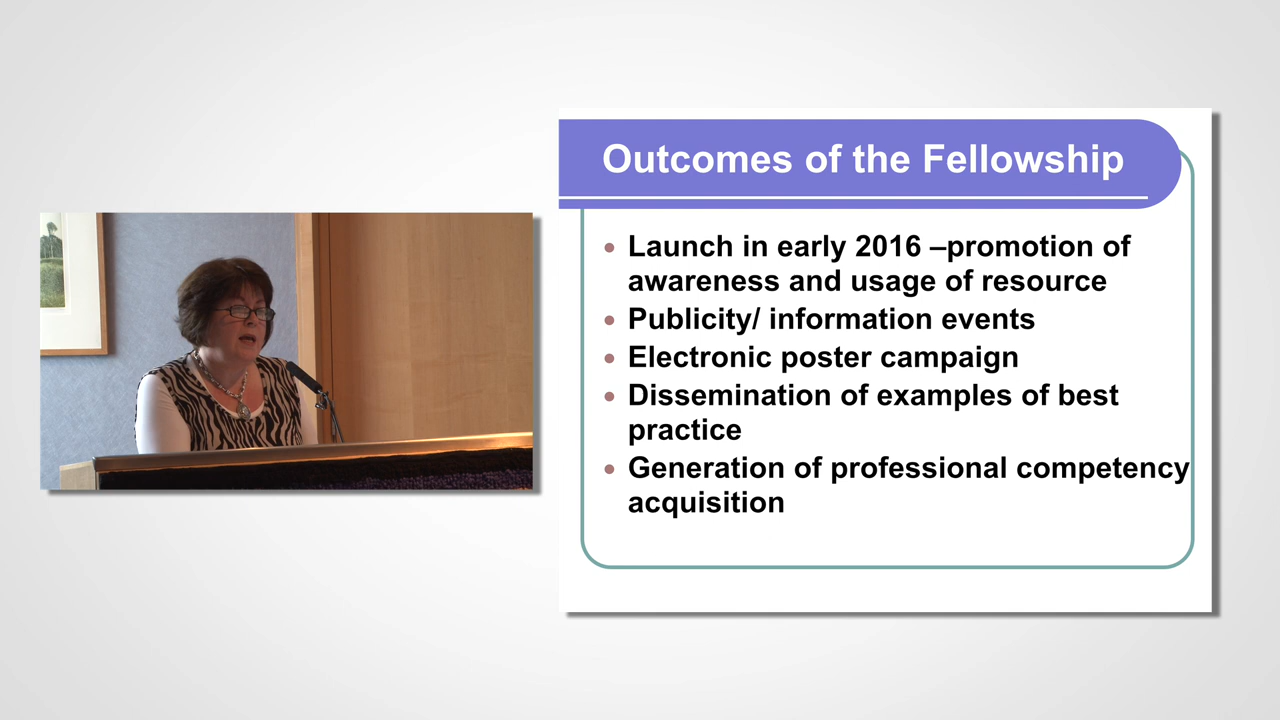 Outcomes of the Fellowship
• Launch in early 2016 –promotion of
awareness and usage of resource
• Publicity/ information events
• Electronic poster campaign
• Dissemination of examples of best
practice
• Generation of professional competency
acquisition